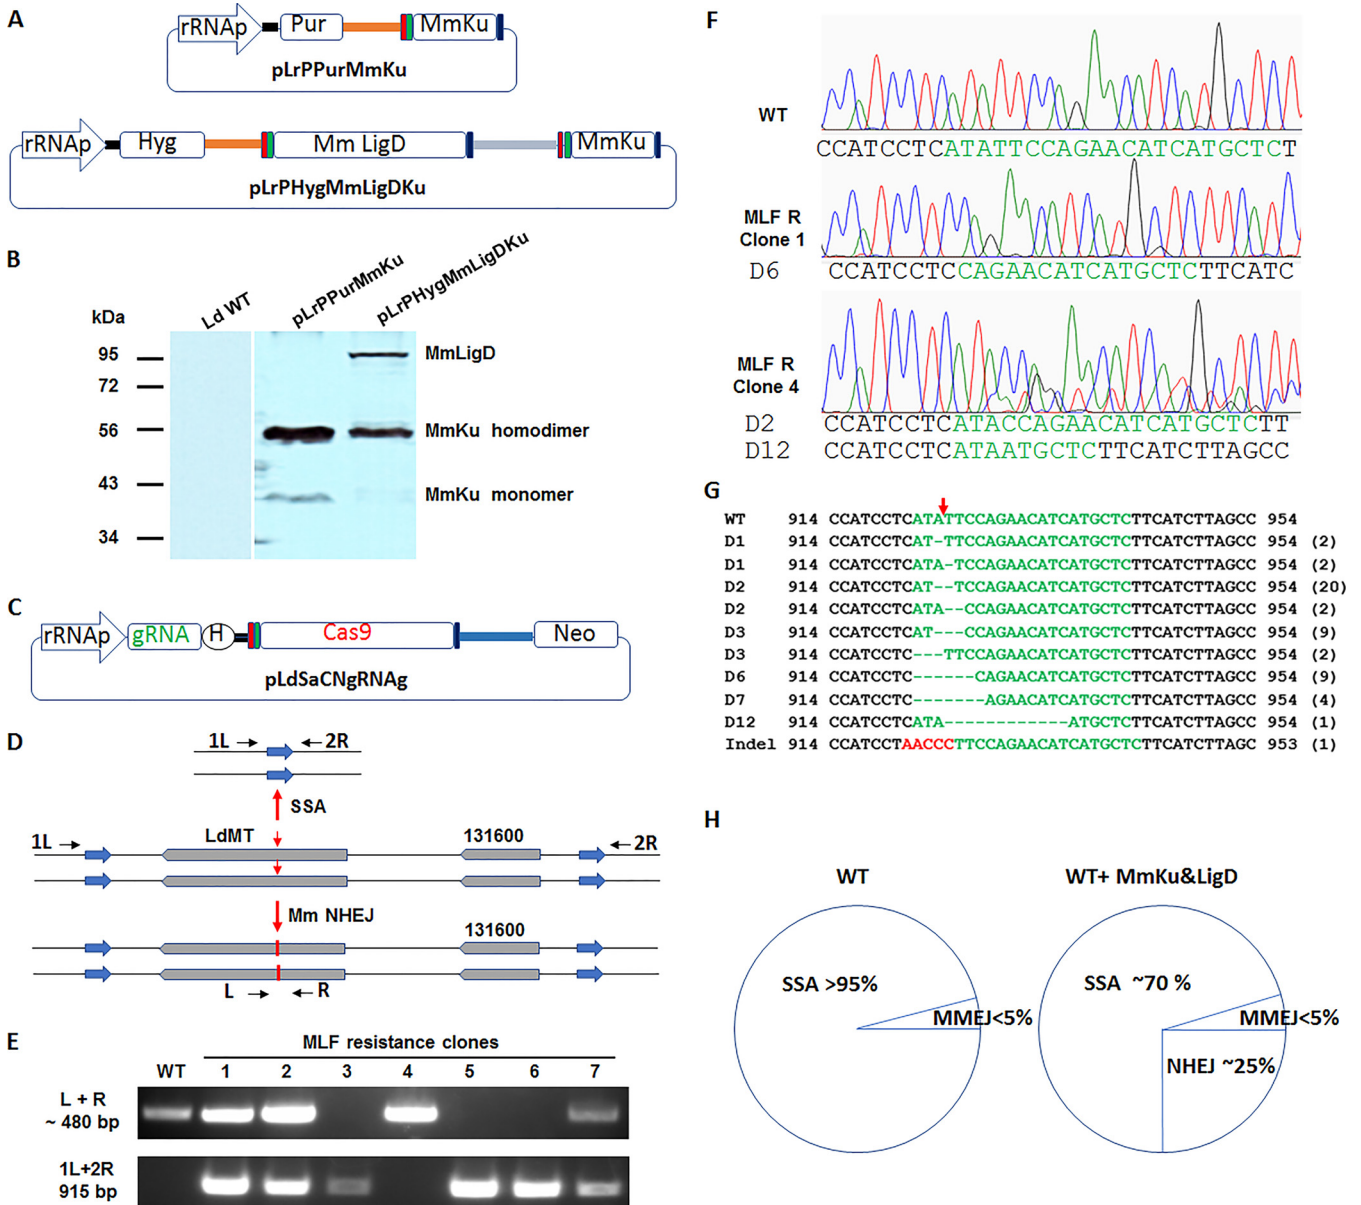 A
rRNAp Pur MmKu
pLrPPurMmKu
rRNAp Hyg Mm LigD MmKu
pLrPHygMmLigDKu
B
kDa
Ld WT
pLrPPurMmKu
pLrPHygMmLigDKu
95
72
56
43
34
MmLigD
MmKu homodimer
MmKu monomer
C
rRNAp gRNA H Cas9 Neo
pLdSaCNgRNAg
D
1L 2R
SSA
1L LdMT 131600 2R
Mm NHEJ
131600
L R
E
MLF resistance clones
WT 1 2 3 4 5 6 7
L + R
~ 480 bp
1L+2R
915 bp
F
WT
CCATCCTCATATTCCAGAACATCATGCTCT
MLF R
Clone 1
D6 CCATCCTCCAGAACATCATGCTCTTCATC
MLF R
Clone 4
D2 CCATCCTCATACCAGAACATCATGCTCTT
D12 CCATCCTCATAATGCTCTTCATCTTAGCC
G
WT 914 CCATCCTCATATTCCAGAACATCATGCTCTTCATCTTAGCC 954
D1 914 CCATCCTCAT-TTCCAGAACATCATGCTCTTCATCTTAGCC 954 (2)
D1 914 CCATCCTCATA-TCCAGAACATCATGCTCTTCATCTTAGCC 954 (2)
D2 914 CCATCCTCAT--TCCAGAACATCATGCTCTTCATCTTAGCC 954 (20)
D2 914 CCATCCTCATA--CCAGAACATCATGCTCTTCATCTTAGCC 954 (2)
D3 914 CCATCCTCAT---CCAGAACATCATGCTCTTCATCTTAGCC 954 (9)
D3 914 CCATCCTC---TTCCAGAACATCATGCTCTTCATCTTAGCC 954 (2)
D6 914 CCATCCTC------CAGAACATCATGCTCTTCATCTTAGCC 954 (9)
D7 914 CCATCCTC-------AGAACATCATGCTCTTCATCTTAGCC 954 (4)
D12 914 CCATCCTCATA------------ATGCTCTTCATCTTAGCC 954 (1)
Indel 914 CCATCCTAACCCTTCCAGAACATCATGCTCTTCATCTTAGC 953 (1)
H
WT
SSA >95%
MMEJ<5%
WT+ MmKu&LigD
SSA ~70 %
MMEJ<5%
NHEJ ~25%